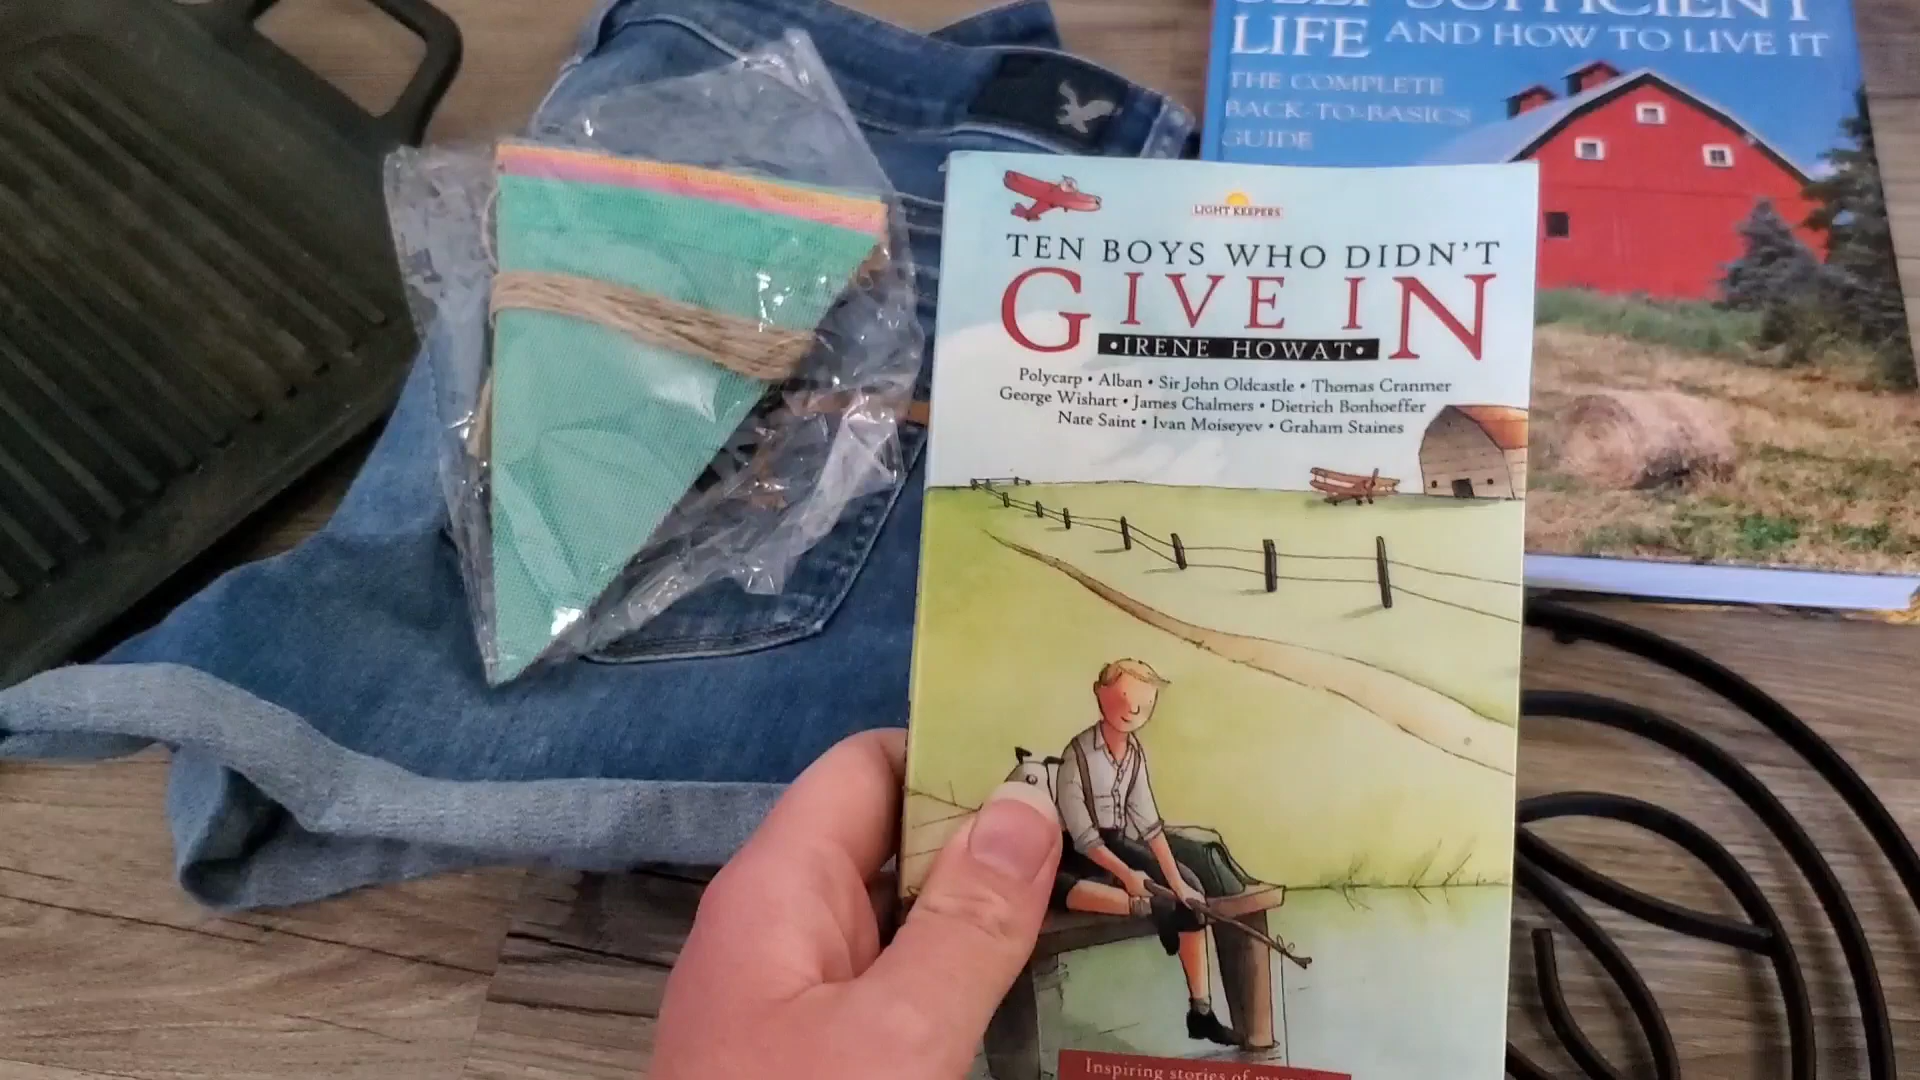 LIFE AND HOW TO LIVE IT
THE COMPLETE
BACK-TO-BASICS
GUIDE
LIGHT KEEPERS
TEN BOYS WHO DIDN'T
GIVE IN
•IRENE HOWAT•
Polycarp • Alban • Sir John Oldcastle • Thomas Cranmer
George Wishart • James Chalmers • Dietrich Bonhoeffer
Nate Saint • Ivan Moiseyev • Graham Staines
Inspiring stories of